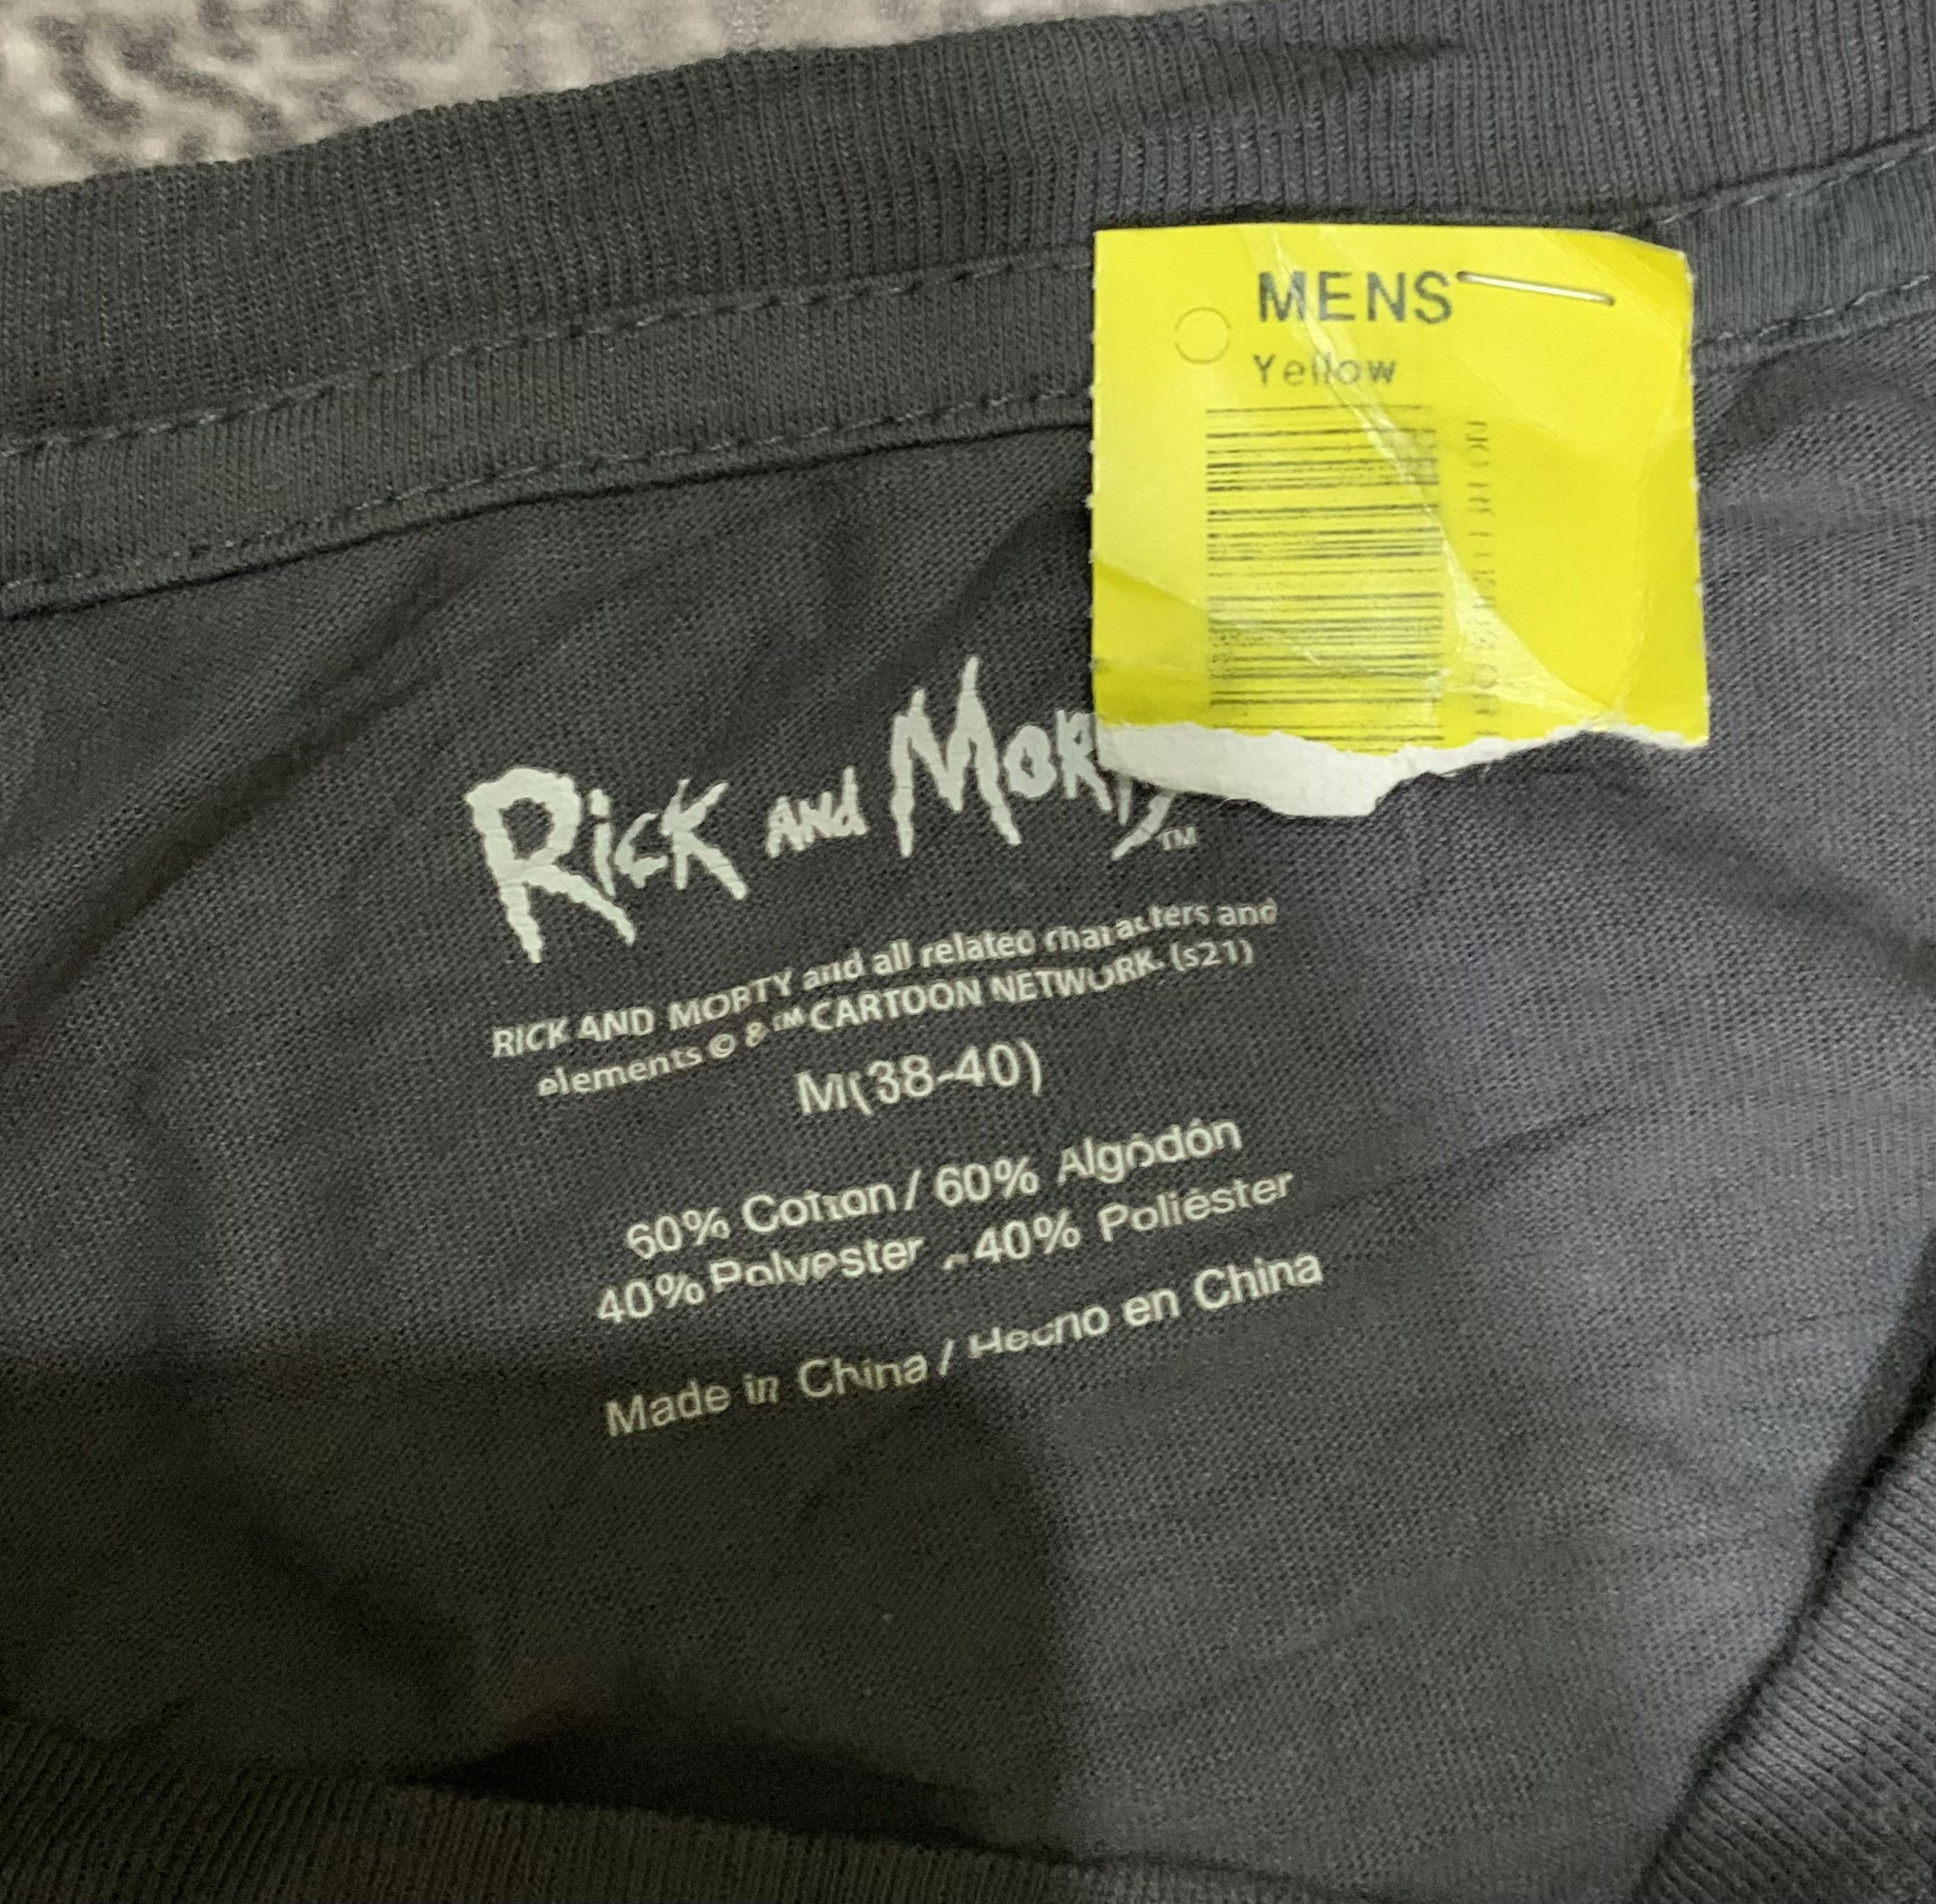 MENS
Yellow
RICK AND MORTY
TM
RICK AND MORTY and all related characters and
elements © & ™ CARTOON NETWORK. (s21)
M(38-40)
60% Cotton / 60% Algodón
40% Polyester 40% Poliéster
Made in China / Hecho en China